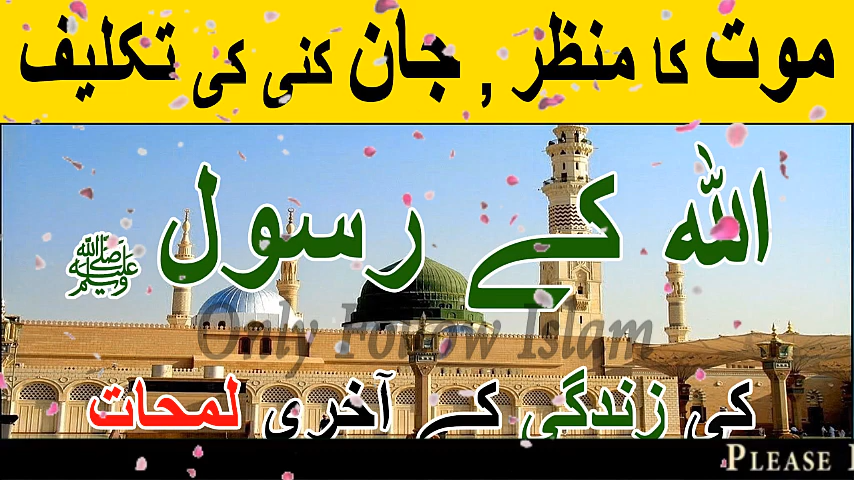 موت کا منظر , جان کنی کی تکلیف
اللہ کے رسول ﷺ
Only Follow Islam
کی زندگی کے آخری لمحات
PLEASE